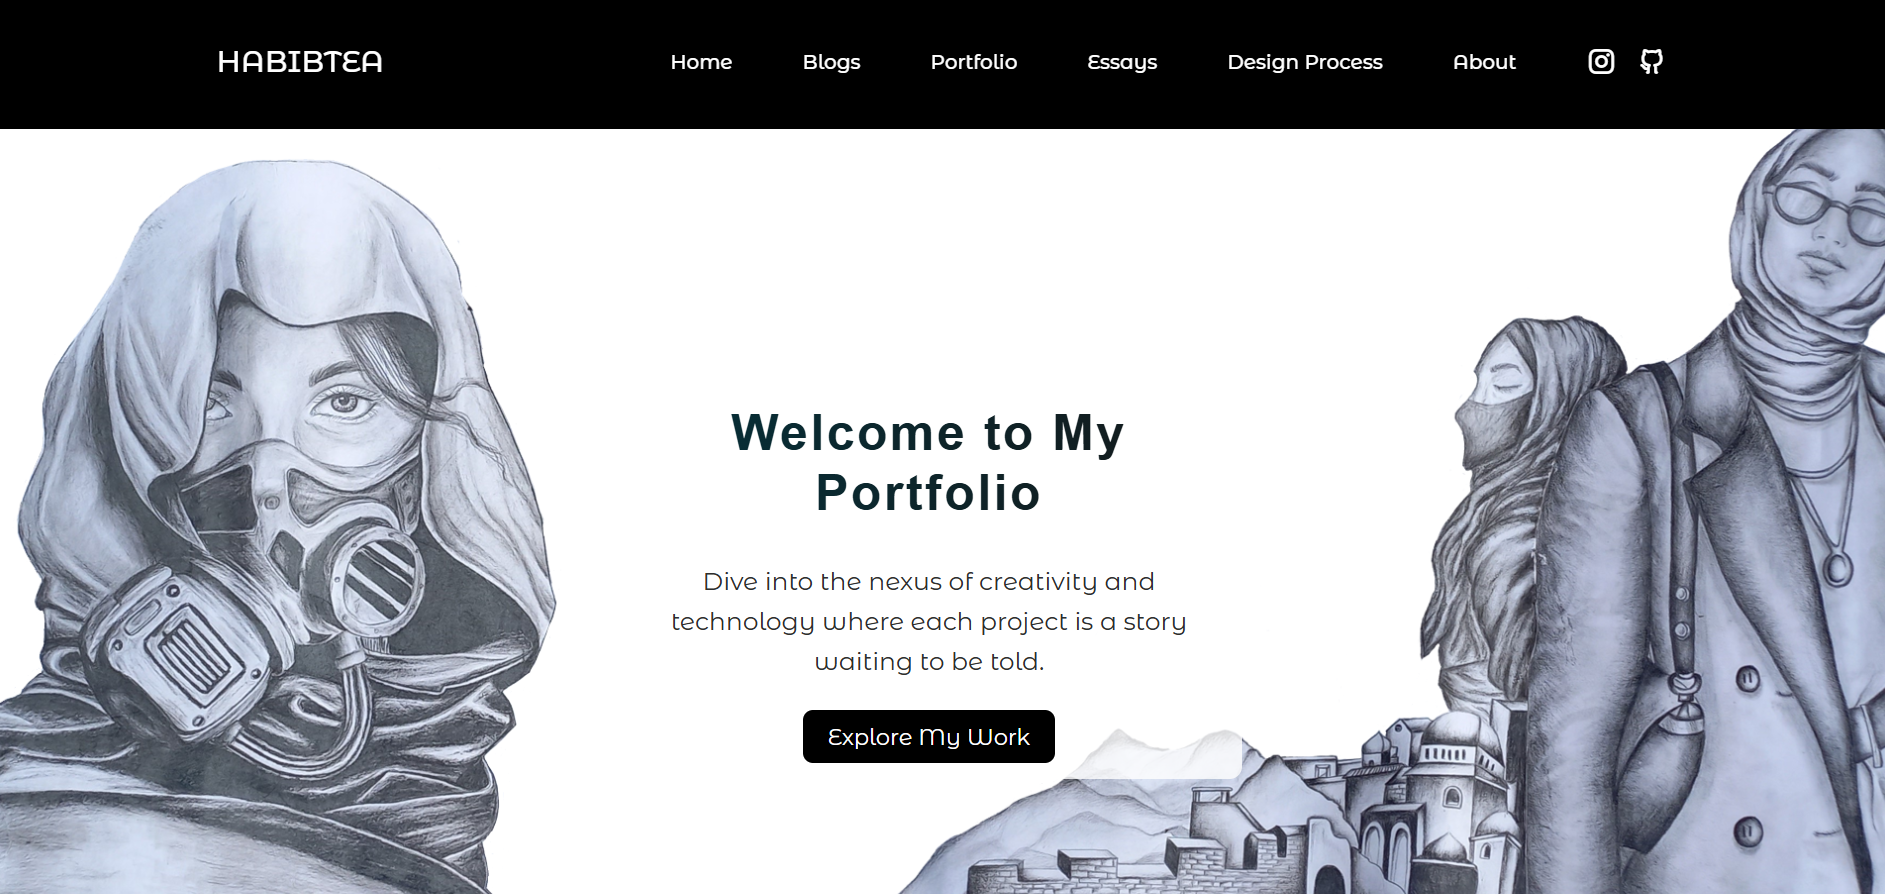 HABIBTEA
Home Blogs Portfolio Essays Design Process About
Welcome to My
Portfolio
Dive into the nexus of creativity and
technology where each project is a story
waiting to be told.
Explore My Work